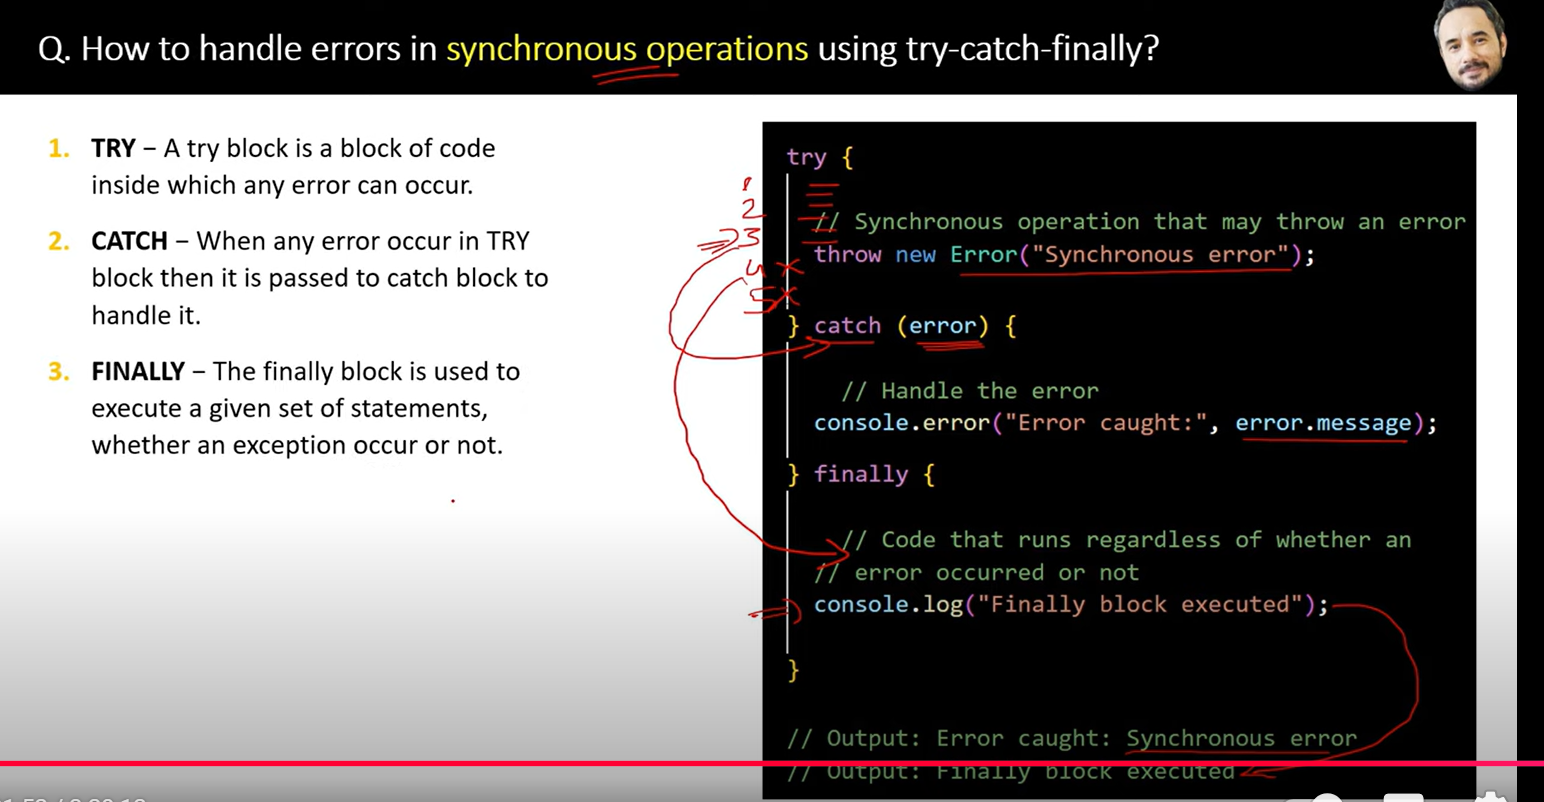 Q. How to handle errors in synchronous operations using try-catch-finally?
1. TRY – A try block is a block of code
inside which any error can occur.
2. CATCH – When any error occur in TRY
block then it is passed to catch block to
handle it.
3. FINALLY – The finally block is used to
execute a given set of statements,
whether an exception occur or not.
1
2
3
4 x
5 x
try {
// Synchronous operation that may throw an error
throw new Error("Synchronous error");
} catch (error) {
// Handle the error
console.error("Error caught:", error.message);
} finally {
// Code that runs regardless of whether an
// error occurred or not
console.log("Finally block executed");
}
// Output: Error caught: Synchronous error
// Output: Finally block executed